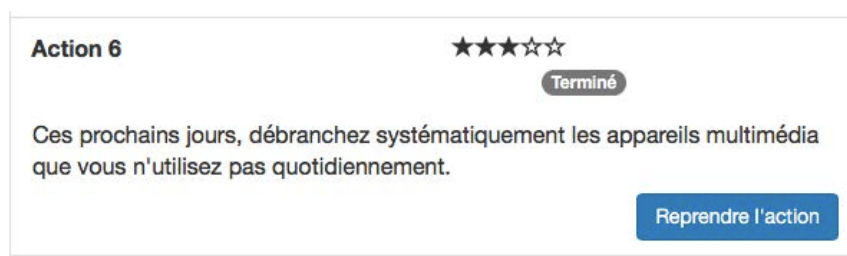 Action 6 ★★★☆☆
Terminé
Ces prochains jours, débranchez systématiquement les appareils multimédia
que vous n'utilisez pas quotidiennement.
Reprendre l'action